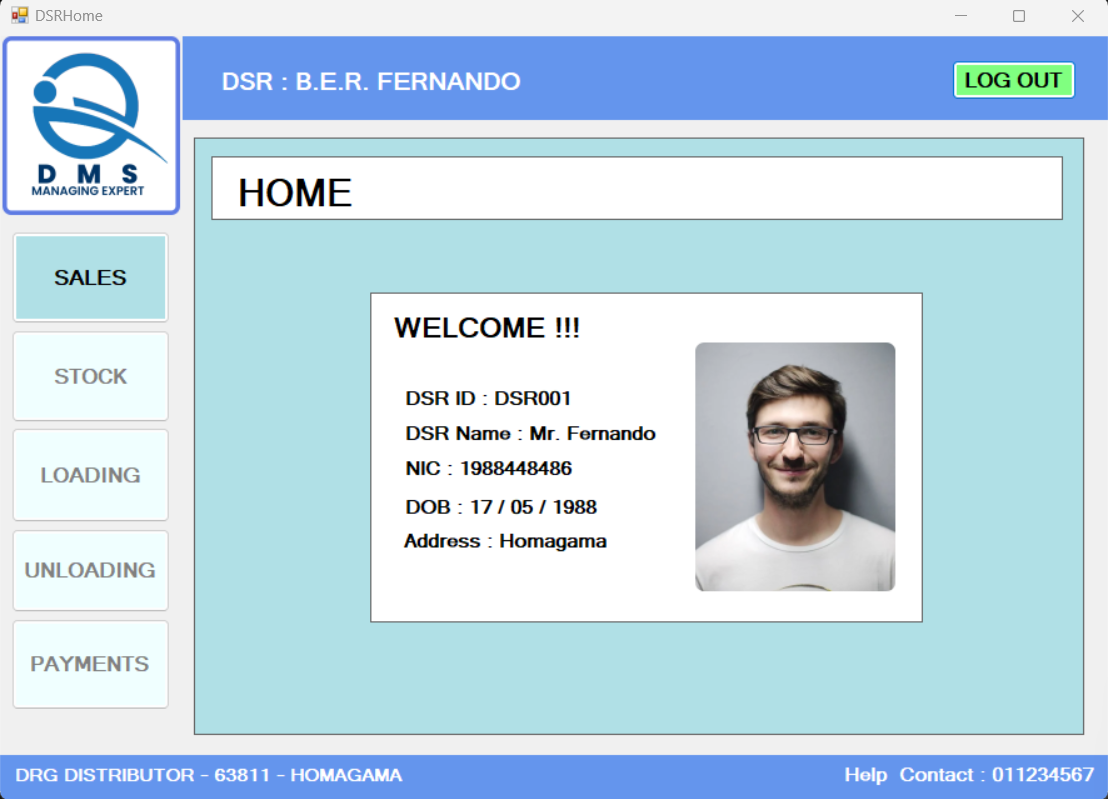 DSRHome
DMS
MANAGING EXPERT
DSR : B.E.R. FERNANDO
LOG OUT
HOME
SALES
STOCK
LOADING
UNLOADING
PAYMENTS
WELCOME !!!
DSR ID : DSR001
DSR Name : Mr. Fernando
NIC : 1988448486
DOB : 17 / 05 / 1988
Address : Homagama
DRG DISTRIBUTOR - 63811 - HOMAGAMA
Help Contact : 011234567